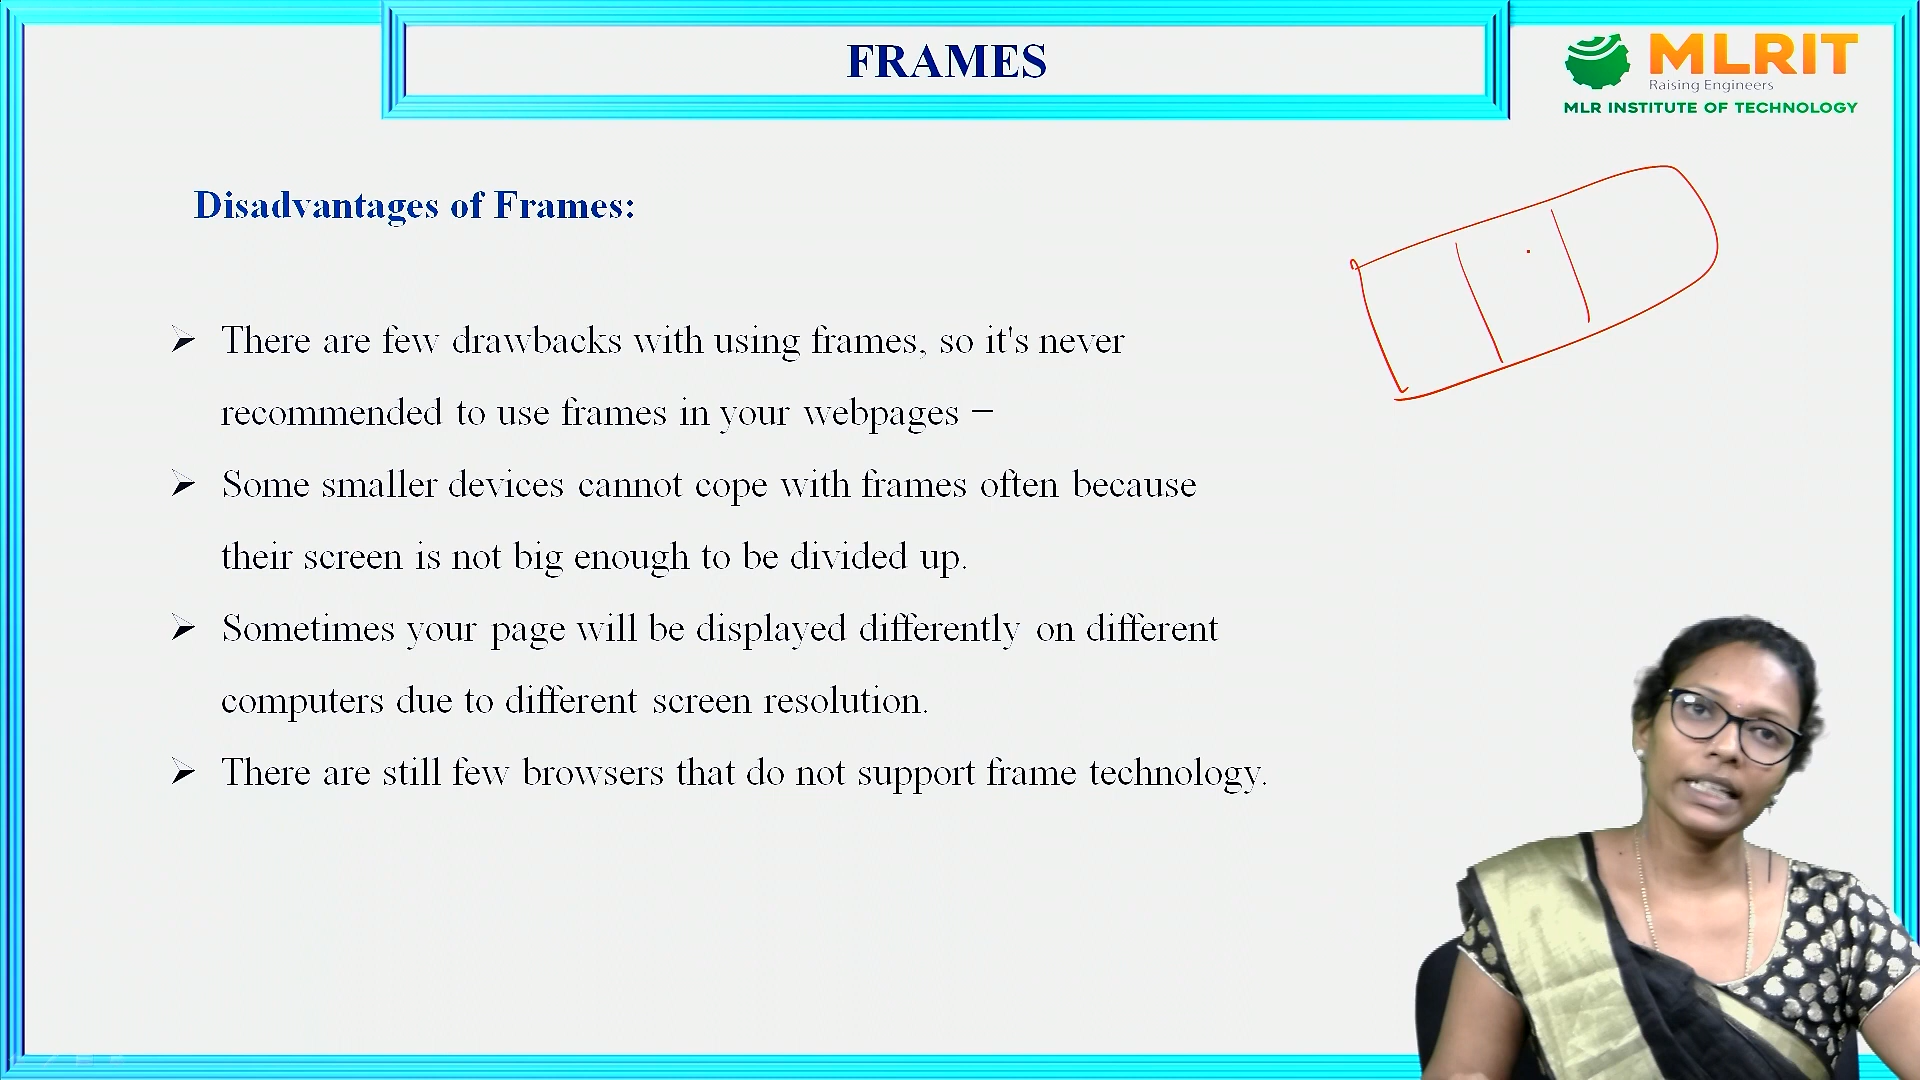 FRAMES
MLRIT
Raising Engineers
MLR INSTITUTE OF TECHNOLOGY
Disadvantages of Frames:
➢ There are few drawbacks with using frames, so it's never
recommended to use frames in your webpages –
➢ Some smaller devices cannot cope with frames often because
their screen is not big enough to be divided up.
➢ Sometimes your page will be displayed differently on different
computers due to different screen resolution.
➢ There are still few browsers that do not support frame technology.